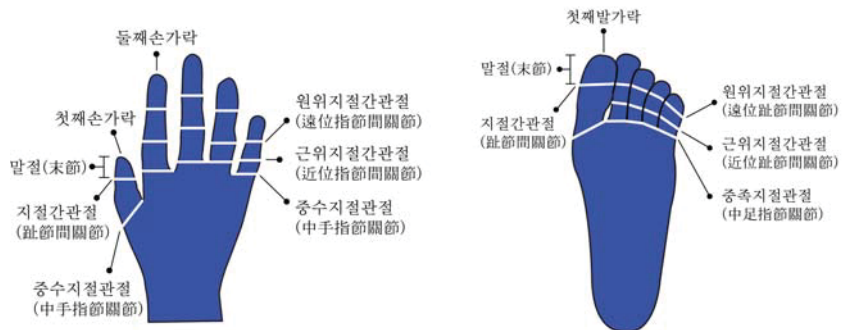 둘째손가락
첫째손가락
말절(末節)
지절간관절
(趾節間關節)
중수지절관절
(中手指節關節)
원위지절간관절
(遠位指節間關節)
근위지절간관절
(近位指節間關節)
중수지절관절
(中手指節關節)
첫째발가락
말절(末節)
지절간관절
(趾節間關節)
원위지절간관절
(遠位趾節間關節)
근위지절간관절
(近位趾節間關節)
중족지절관절
(中足指節關節)